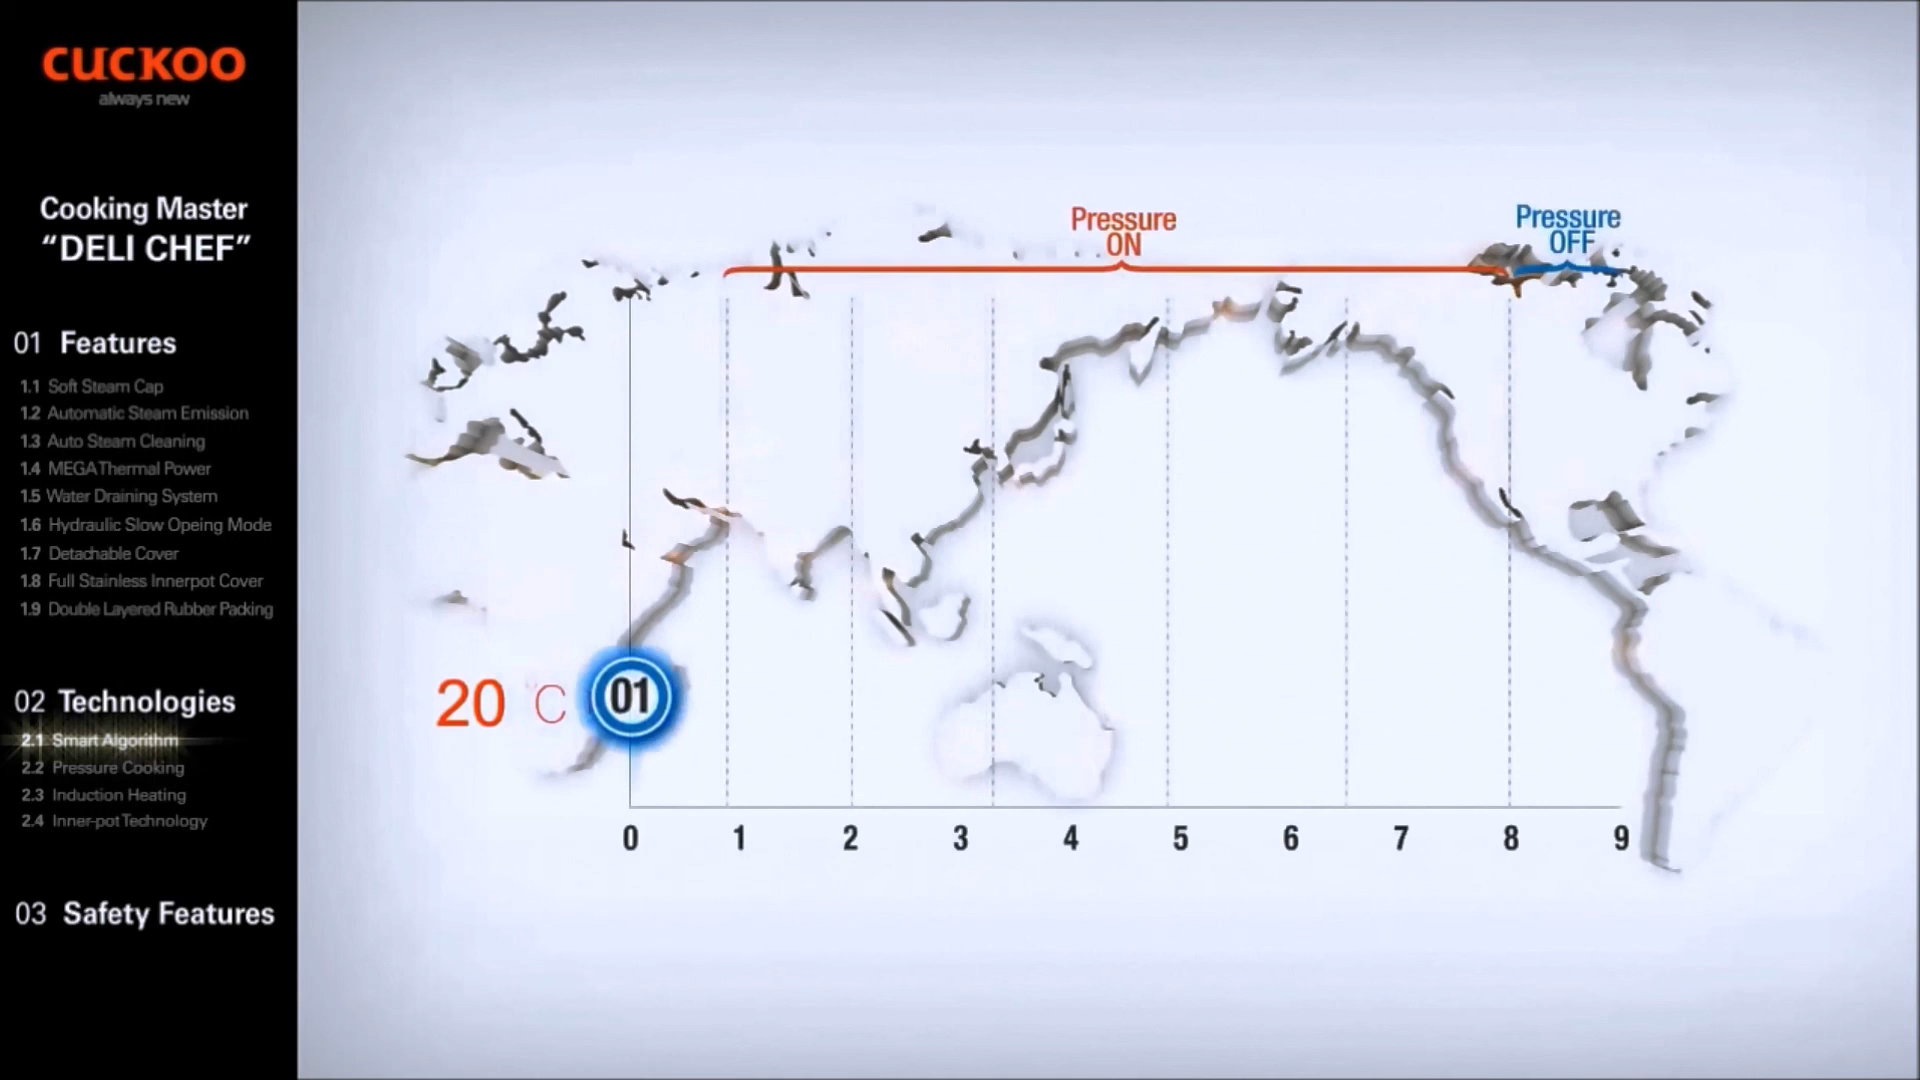 CUCKOO
always new
Cooking Master
“DELI CHEF”
01 Features
1.1 Soft Steam Cap
1.2 Automatic Steam Emission
1.3 Auto Steam Cleaning
1.4 MEGA Thermal Power
1.5 Water Draining System
1.6 Hydraulic Slow Opeing Mode
1.7 Detachable Cover
1.8 Full Stainless Innerpot Cover
1.9 Double Layered Rubber Packing
02 Technologies
2.1 Smart Algorithm
2.2 Pressure Cooking
2.3 Induction Heating
2.4 Inner-pot Technology
03 Safety Features
Pressure
ON
Pressure
OFF
20 °C
01
0 1 2 3 4 5 6 7 8 9